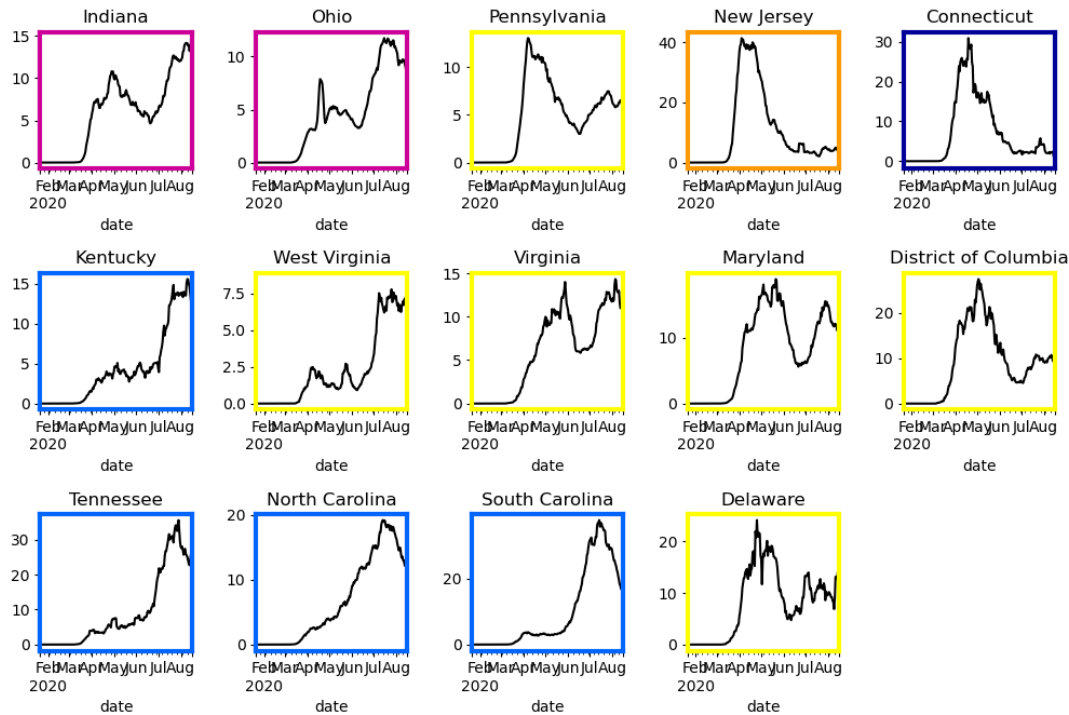 Indiana Ohio Pennsylvania New Jersey Connecticut
15 10 5 0
10 5 0
10 5 0
40 20 0
30 20 10 0
Feb Mar Apr May Jun Jul Aug Feb Mar Apr May Jun Jul Aug Feb Mar Apr May Jun Jul Aug Feb Mar Apr May Jun Jul Aug Feb Mar Apr May Jun Jul Aug
2020 2020 2020 2020 2020
date date date date date
Kentucky West Virginia Virginia Maryland District of Columbia
15 10 5 0
7.5 5.0 2.5 0.0
15 10 5 0
10 0
20 10 0
Feb Mar Apr May Jun Jul Aug Feb Mar Apr May Jun Jul Aug Feb Mar Apr May Jun Jul Aug Feb Mar Apr May Jun Jul Aug Feb Mar Apr May Jun Jul Aug
2020 2020 2020 2020 2020
date date date date date
Tennessee North Carolina South Carolina Delaware
30 20 10 0
20 10 0
20 0
20 10 0
Feb Mar Apr May Jun Jul Aug Feb Mar Apr May Jun Jul Aug Feb Mar Apr May Jun Jul Aug Feb Mar Apr May Jun Jul Aug
2020 2020 2020 2020
date date date date